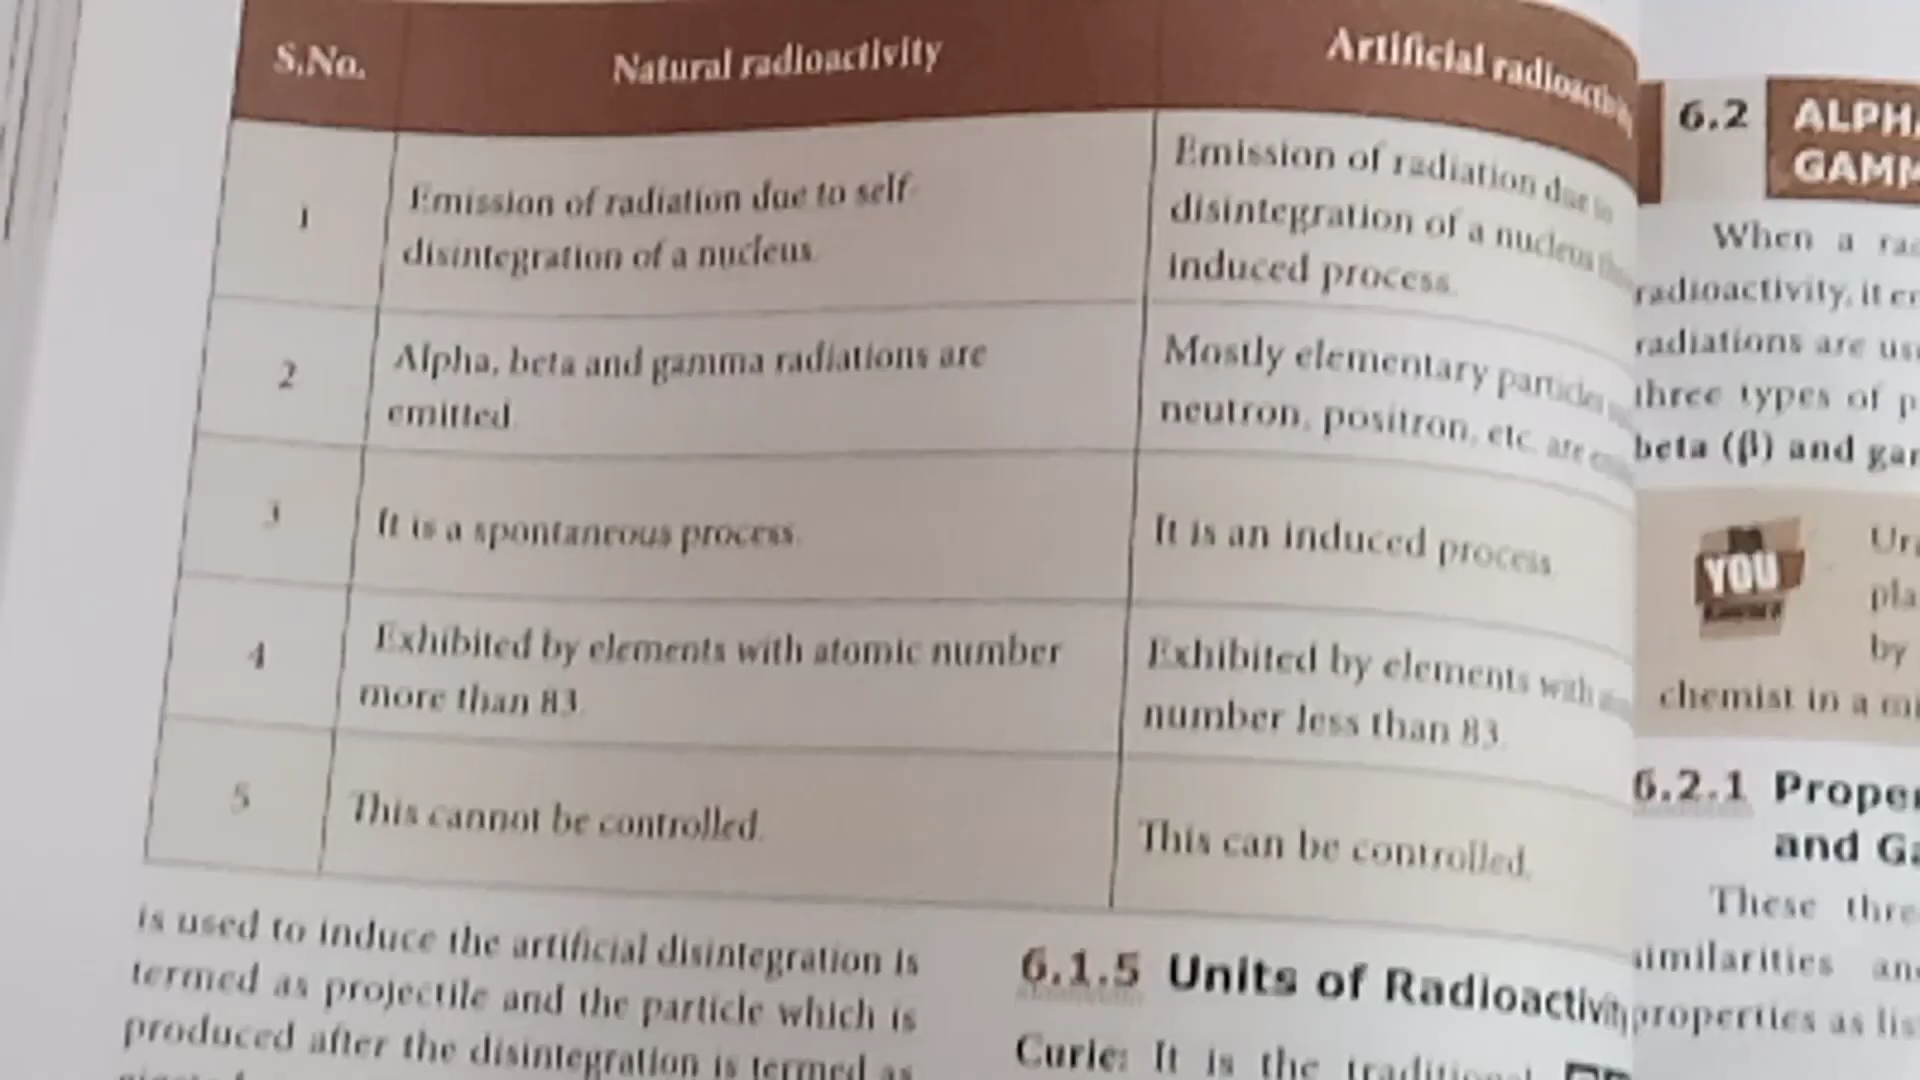 S.No.
Natural radioactivity
Artificial
1
Emission of radiation due to self-
disintegration of a nucleus.
Emission of radiation due to
disintegration of a nucleus
induced process.
2
Alpha, beta and gamma radiations are
emitted.
Mostly elementary particles
neutron, positron, etc. are
3
It is a spontaneous process.
It is an induced process.
4
Exhibited by elements with atomic number
more than 83.
Exhibited by elements with
number less than 83.
5
This cannot be controlled.
This can be controlled.
is used to induce the artificial disintegration is
termed as projectile and the particle which is
produced after the disintegration is termed as
6.1.5 Units of
Curie: It is the traditional
6.2
When a
radioactivity, it
radiations are
three types of
beta (β) and
YOU
by
chemist in a
6.2.1
and
These
similarities
properties as